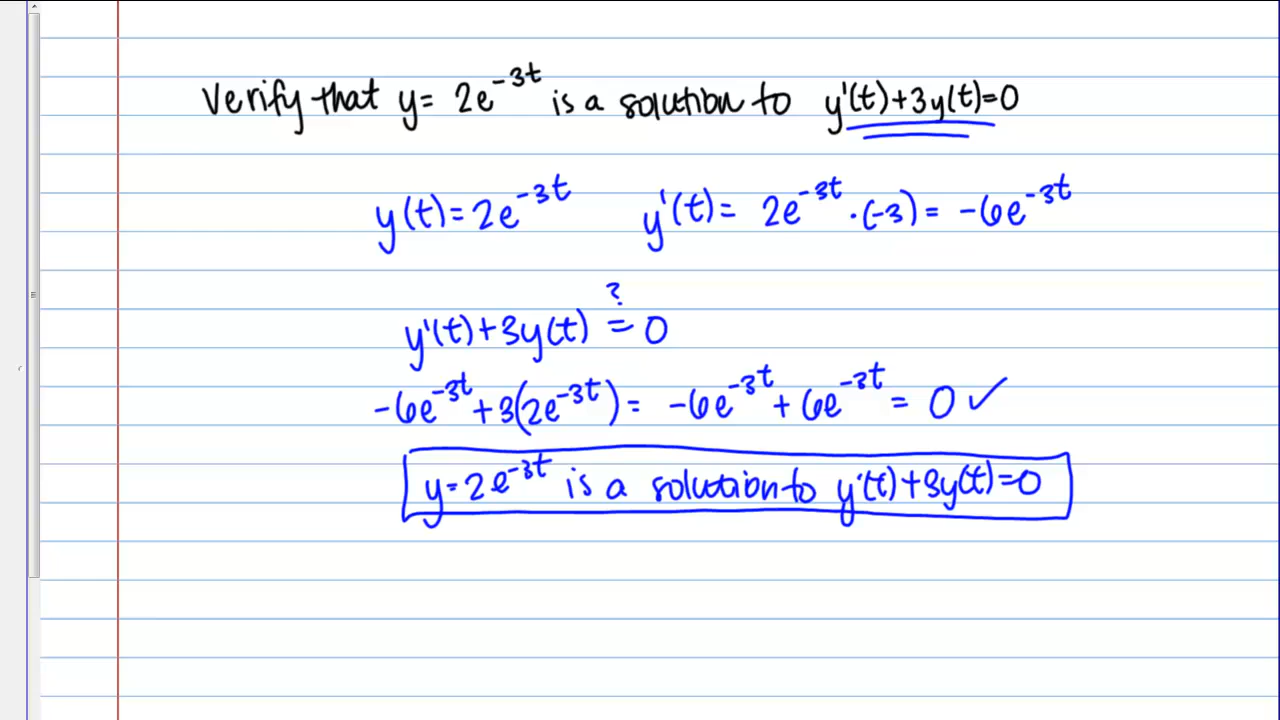 Verify that y = 2e^{-3t} is a solution to y'(t)+3y(t)=0
y(t) = 2e^{-3t} y'(t) = 2e^{-3t} · (-3) = -6e^{-3t}
?
y'(t)+3y(t) = 0
-6e^{-3t} + 3(2e^{-3t}) = -6e^{-3t} + 6e^{-3t} = 0 ✓
y=2e^{-3t} is a solution to y'(t)+3y(t)=0